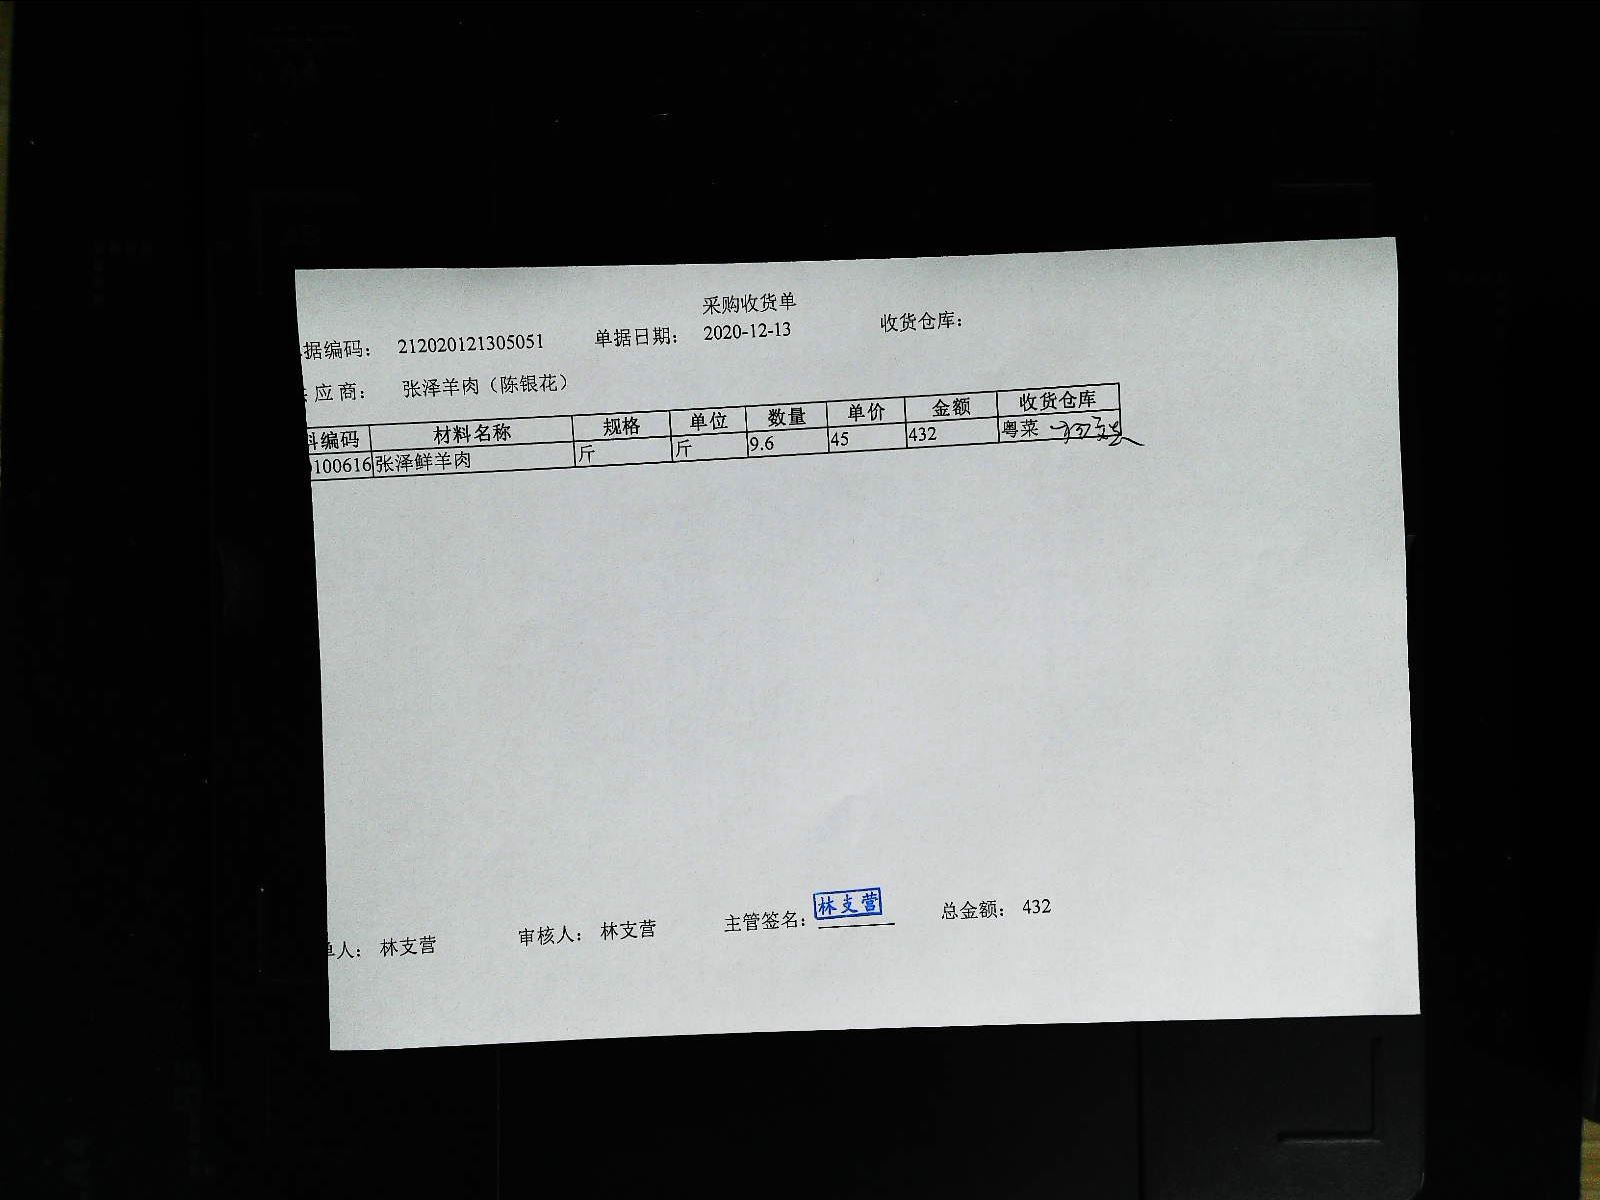 采购收货单
据编码： 212020121305051 单据日期： 2020-12-13 收货仓库：
应商： 张泽羊肉（陈银花）
料编码 材料名称 规格 单位 数量 单价 金额 收货仓库
0100616 张泽鲜羊肉 斤 斤 9.6 45 432 粤菜
单人： 林支营 审核人： 林支营 主管签名： 林支营 总金额： 432